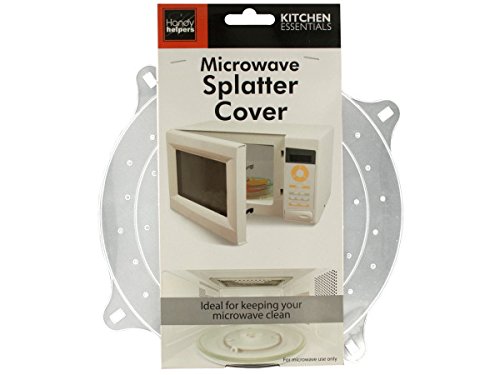 Handy
helpers
KITCHEN
ESSENTIALS
Microwave
Splatter
Cover
Ideal for keeping your
microwave clean
For microwave use only